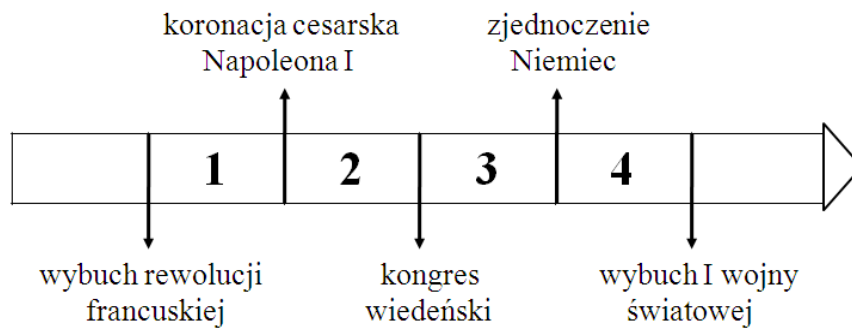 koronacja cesarska
Napoleona I
zjednoczenie
Niemiec
1
2
3
4
wybuch rewolucji
francuskiej
kongres
wiedeński
wybuch I wojny
światowej